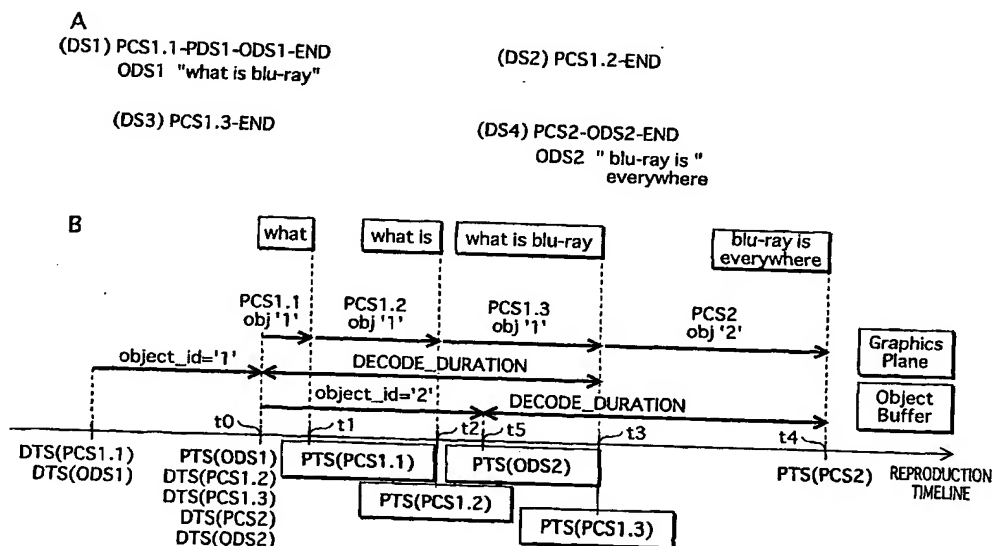 A
(DS1) PCS1.1-PDS1-ODS1-END
ODS1 "what is blu-ray"
(DS2) PCS1.2-END
(DS3) PCS1.3-END
(DS4) PCS2-ODS2-END
ODS2 " blu-ray is "
everywhere
B
what
what is
what is blu-ray
blu-ray is
everywhere
PCS1.1
obj '1'
PCS1.2
obj '1'
PCS1.3
obj '1'
PCS2
obj '2'
Graphics
Plane
object_id='1'
DECODE_DURATION
object_id='2'
DECODE_DURATION
Object
Buffer
t0
t1
t2
t5
t3
t4
DTS(PCS1.1)
DTS(ODS1)
PTS(ODS1)
DTS(PCS1.2)
DTS(PCS1.3)
DTS(PCS2)
DTS(ODS2)
PTS(PCS1.1)
PTS(PCS1.2)
PTS(ODS2)
PTS(PCS1.3)
PTS(PCS2)
REPRODUCTION
TIMELINE